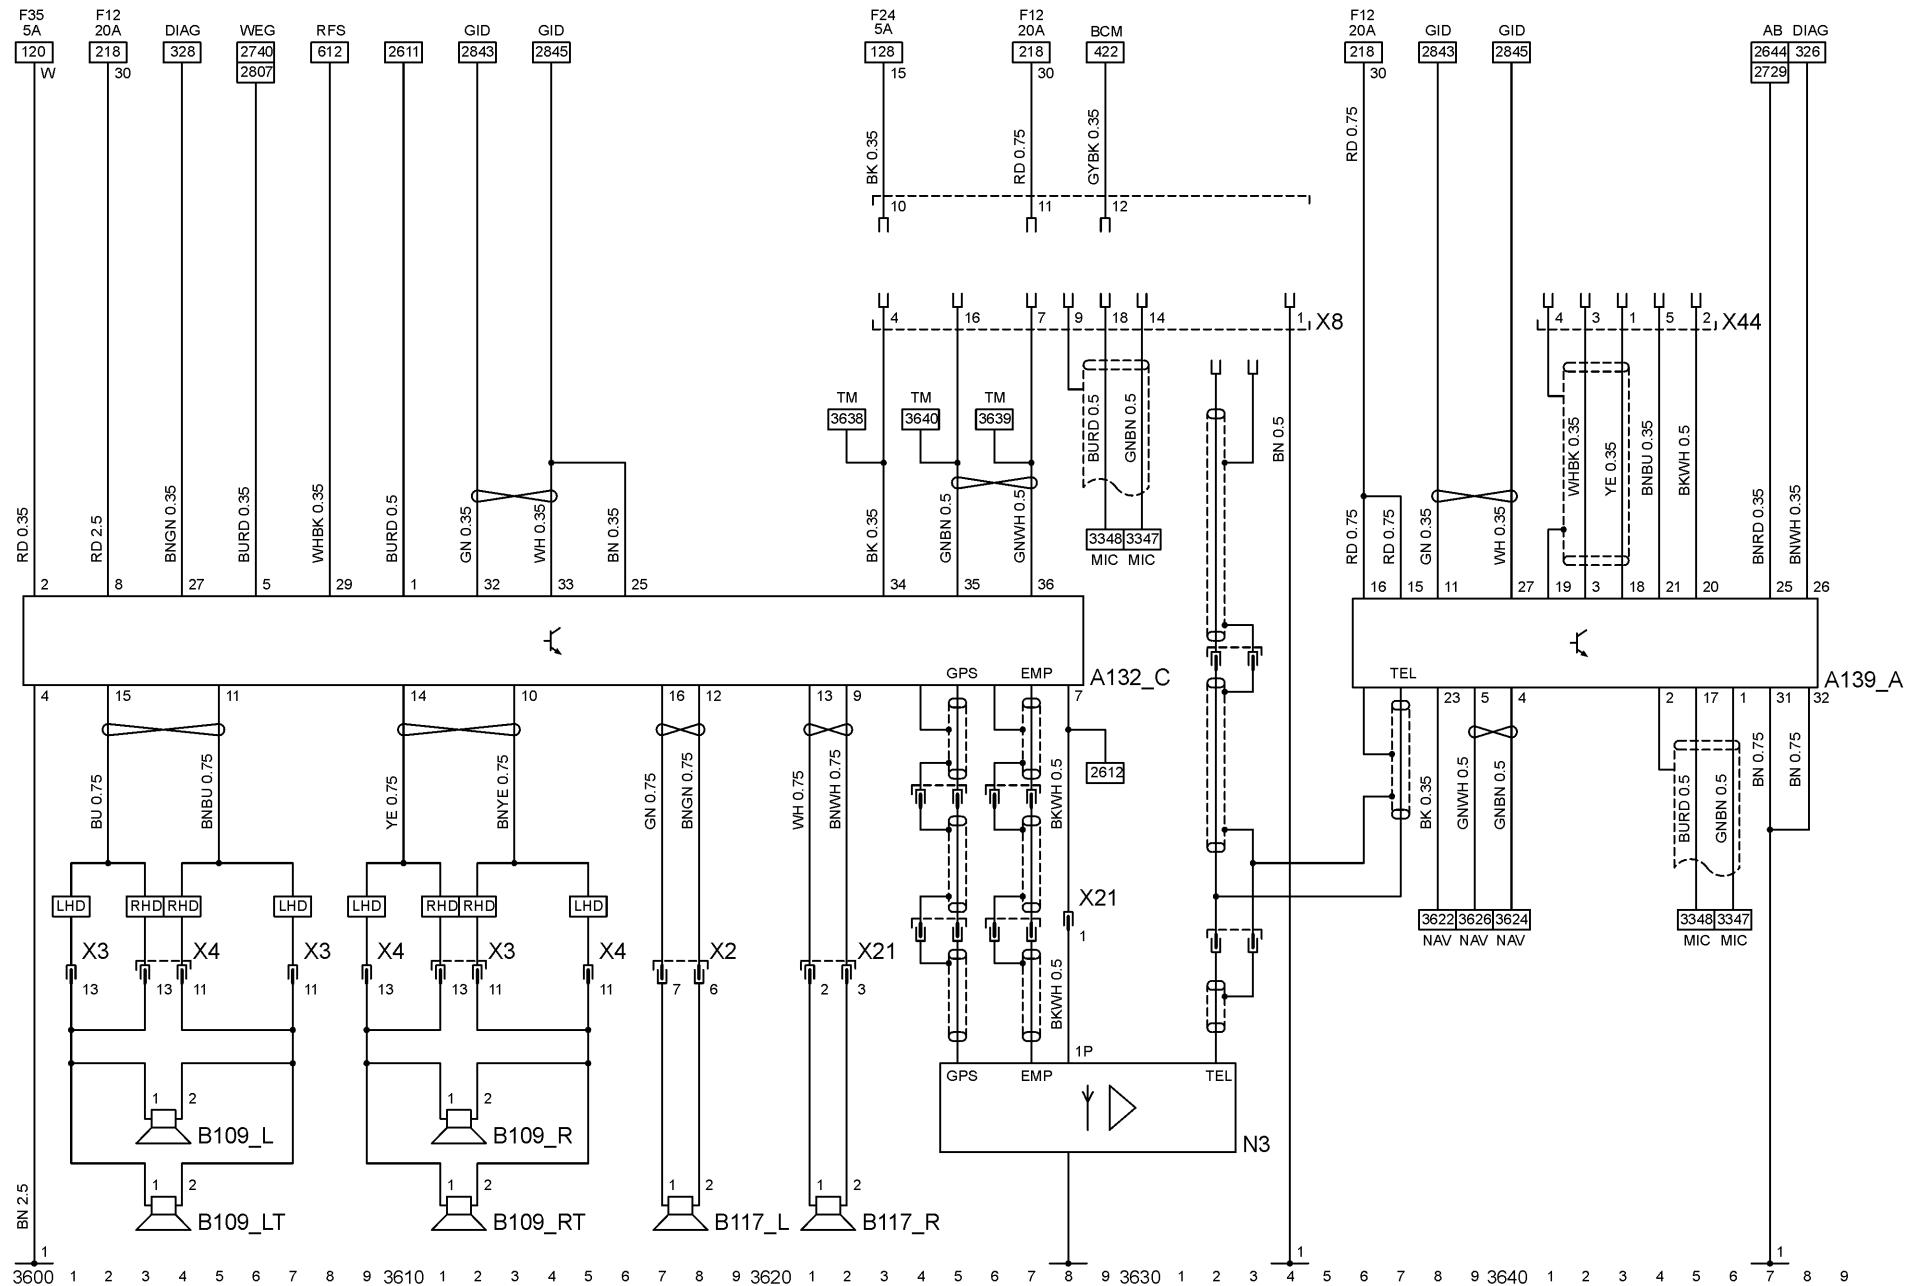 F35 F12 F24 F12 F12
5A 20A DIAG WEG RFS GID GID 5A 20A BCM 20A GID GID AB DIAG
120 218 328 2740 612 2611 2843 2845 128 218 422 218 2843 2845 2644 326
W 30 2807 15 30 30 2729
BK 0.35 RD 0.75 GYBK 0.35 RD 0.75
10 11 12
4 16 7 9 18 14 1 X8 4 3 1 5 2 X44
TM TM TM
3638 3640 3639
BURD 0.5 GNBN 0.5 BN 0.5 WHBK 0.35 YE 0.35 BNBU 0.35 BKWH 0.5
RD 0.35 RD 2.5 BNGN 0.35 BURD 0.35 WHBK 0.35 BURD 0.5 GN 0.35 WH 0.35 BN 0.35 BK 0.35 GNBN 0.5 GNWH 0.5 RD 0.75 RD 0.75 GN 0.35 WH 0.35 BNRD 0.35 BNWH 0.35
3348 3347
MIC MIC
2 8 27 5 29 1 32 33 25 34 35 36 16 15 11 27 19 3 18 21 20 25 26
GPS EMP A132_C TEL A139_A
4 15 11 14 10 16 12 13 9 7 23 5 4 2 17 1 31 32
BU 0.75 BNBU 0.75 YE 0.75 BNYE 0.75 GN 0.75 BNGN 0.75 WH 0.75 BNWH 0.75 BKWH 0.5 BK 0.35 GNWH 0.5 GNBN 0.5 BURD 0.5 GNBN 0.5 BN 0.75 BN 0.75
2612
LHD RHD RHD LHD LHD RHD RHD LHD X21
1
3622 3626 3624 3348 3347
NAV NAV NAV MIC MIC
X3 X4 X3 X4 X3 X4 X2 X21
13 13 11 11 13 13 11 11 7 6 2 3
BKWH 0.5
1P
GPS EMP TEL
1 2 1 2
B109_L B109_R N3
1 2 1 2 1 2 1 2
BN 2.5 B109_LT B109_RT B117_L B117_R
1 1 1
3600 1 2 3 4 5 6 7 8 9 3610 1 2 3 4 5 6 7 8 9 3620 1 2 3 4 5 6 7 8 9 3630 1 2 3 4 5 6 7 8 9 3640 1 2 3 4 5 6 7 8 9